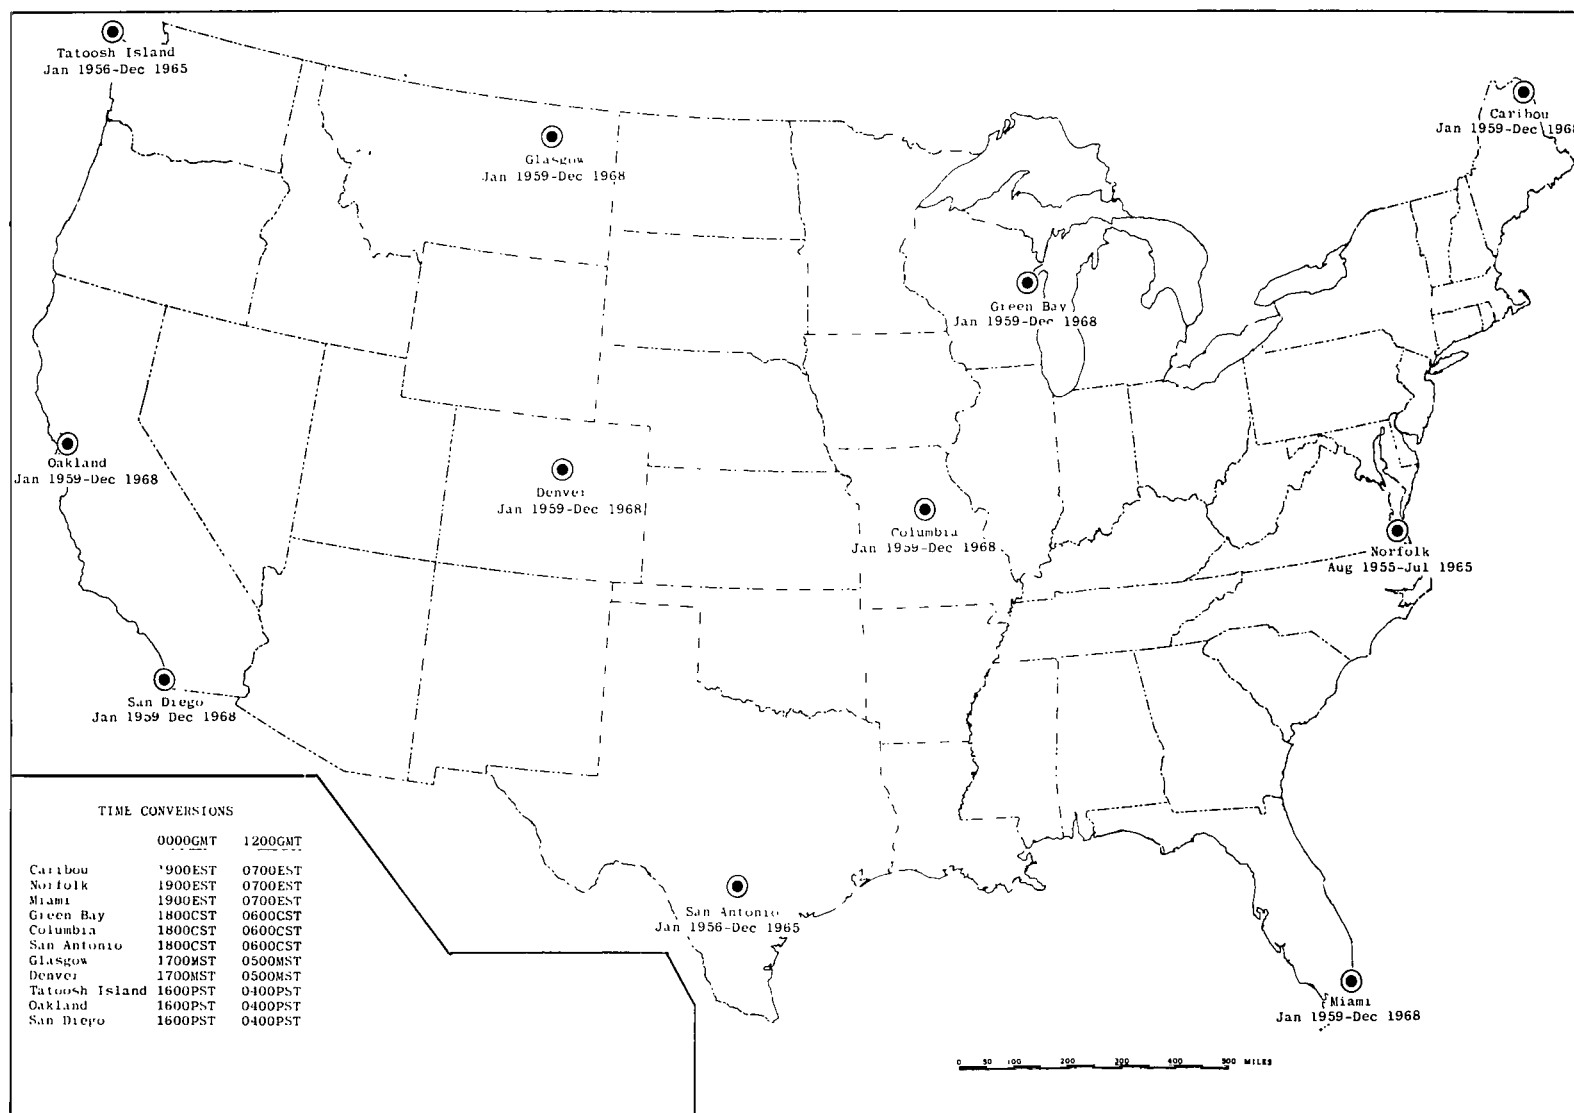 Tatoosh Island
Jan 1956-Dec 1965
Glasgow
Jan 1959-Dec 1968
Caribou
Jan 1959-Dec 1968
Green Bay
Jan 1959-Dec 1968
Oakland
Jan 1959-Dec 1968
Denver
Jan 1959-Dec 1968
Columbia
Jan 1959-Dec 1968
Norfolk
Aug 1955-Jul 1965
San Diego
Jan 1959 Dec 1968
San Antonio
Jan 1956-Dec 1965
Miami
Jan 1959-Dec 1968
TIME CONVERSIONS
0000GMT 1200GMT
Caribou 1900EST 0700EST
Norfolk 1900EST 0700EST
Miami 1900EST 0700EST
Green Bay 1800CST 0600CST
Columbia 1800CST 0600CST
San Antonio 1800CST 0600CST
Glasgow 1700MST 0500MST
Denver 1700MST 0500MST
Tatoosh Island 1600PST 0400PST
Oakland 1600PST 0400PST
San Diego 1600PST 0400PST
0 50 100 200 300 400 500 MILES